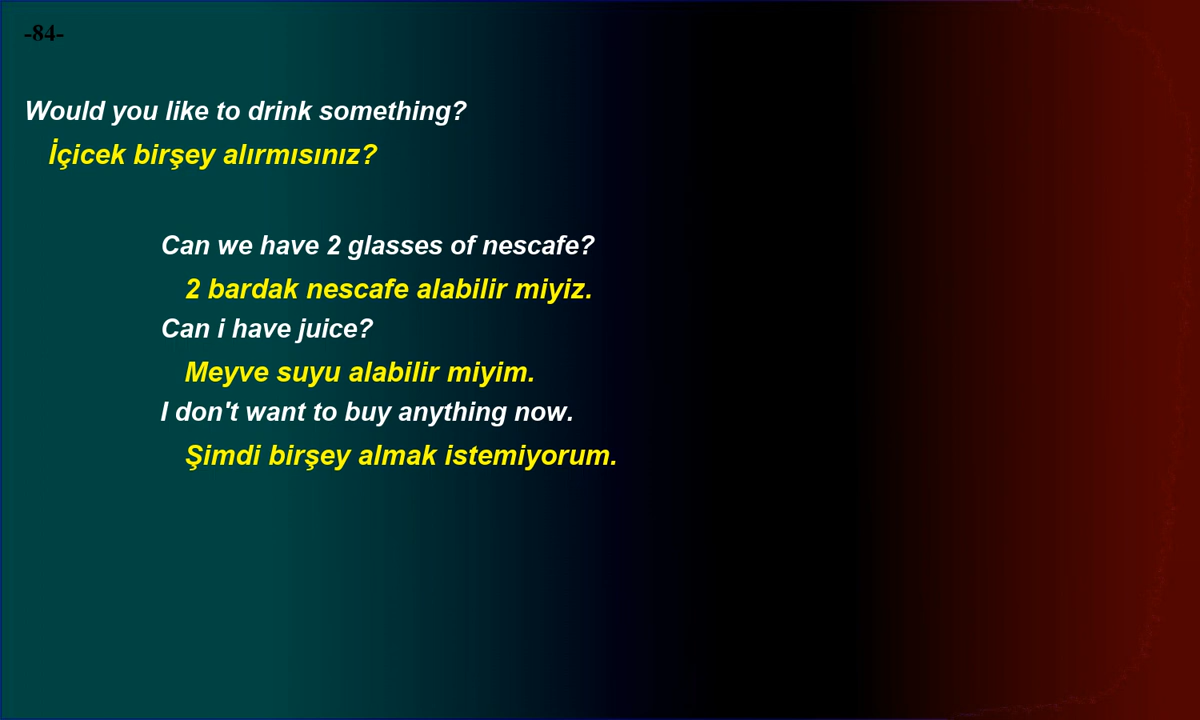 -84-
Would you like to drink something?
İçicek birşey alırmısınız?
Can we have 2 glasses of nescafe?
2 bardak nescafe alabilir miyiz.
Can i have juice?
Meyve suyu alabilir miyim.
I don't want to buy anything now.
Şimdi birşey almak istemiyorum.